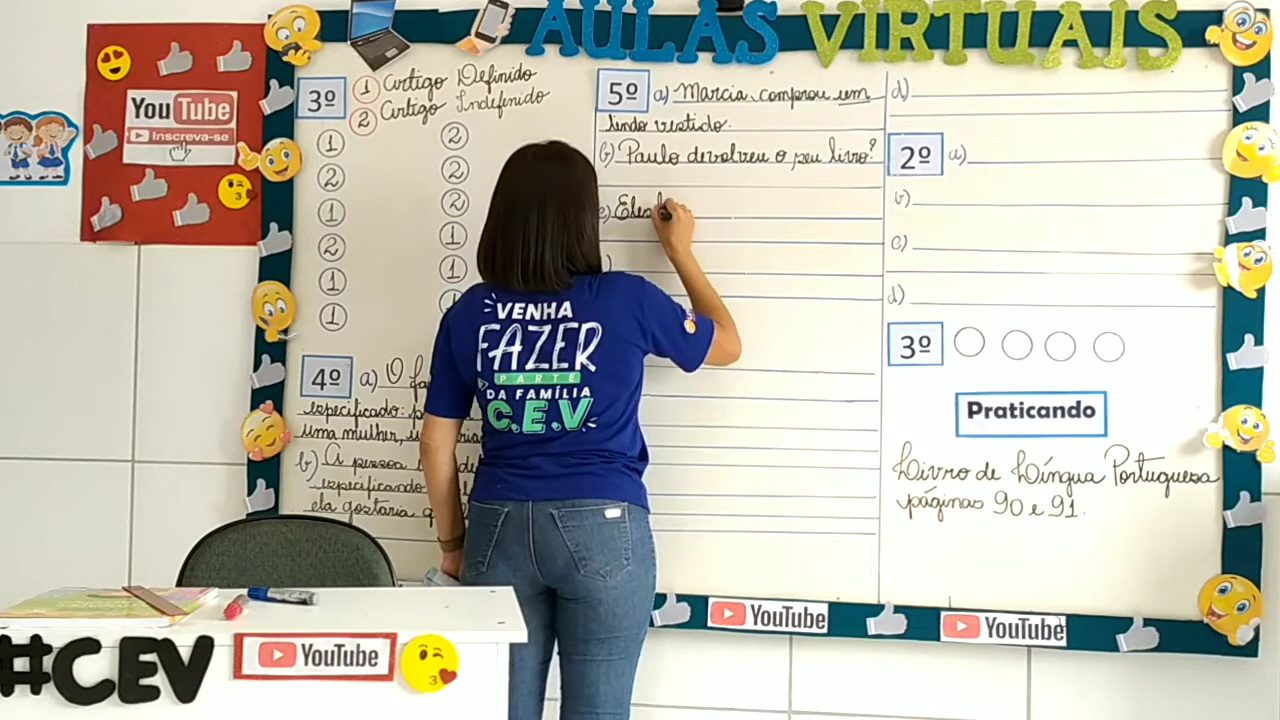 AULAS VIRTUAIS
YouTube
Inscreva-se
3º
1 Artigo Definido
2 Artigo Indefenido
1 2
2 2
1 2
2 1
1 1
1
4º a) O
especificado:
uma mulher,
b) A pessoa
especificando
ela gostaria
5º a) Marcia comprou um
lindo vestido.
b) Paulo devolveu o seu livro?
c) Eles
d)
2º a)
b)
c)
d)
3º
Praticando
Livro de Língua Portuguesa
páginas 90 e 91.
VENHA
FAZER
PARTE
DA FAMÍLIA
C.E.V
YouTube
YouTube
#CEV
YouTube